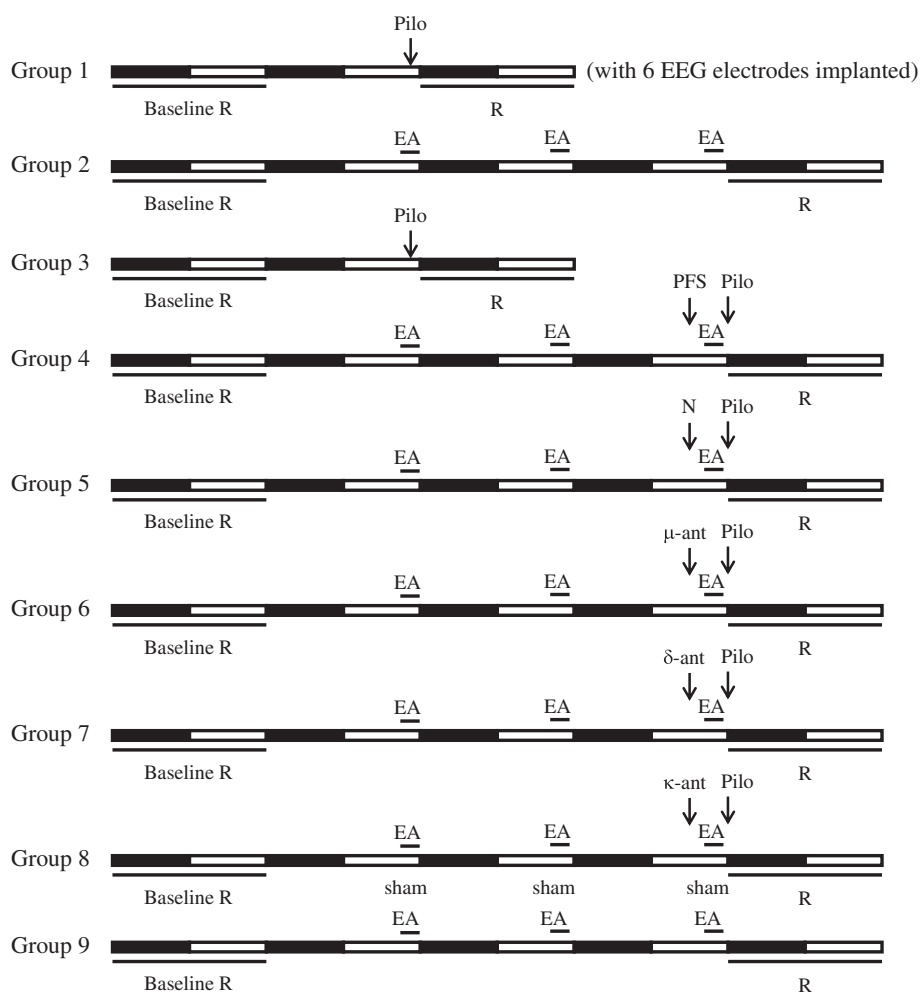 Pilo
Group 1 (with 6 EEG electrodes implanted)
Baseline R R
EA EA EA
Group 2
Baseline R R
Pilo
Group 3
Baseline R R
PFS Pilo
EA EA EA
Group 4
Baseline R R
N Pilo
EA EA EA
Group 5
Baseline R R
μ-ant Pilo
EA EA EA
Group 6
Baseline R R
δ-ant Pilo
EA EA EA
Group 7
Baseline R R
κ-ant Pilo
EA EA EA
Group 8
Baseline R sham sham sham R
EA EA EA
Group 9
Baseline R R